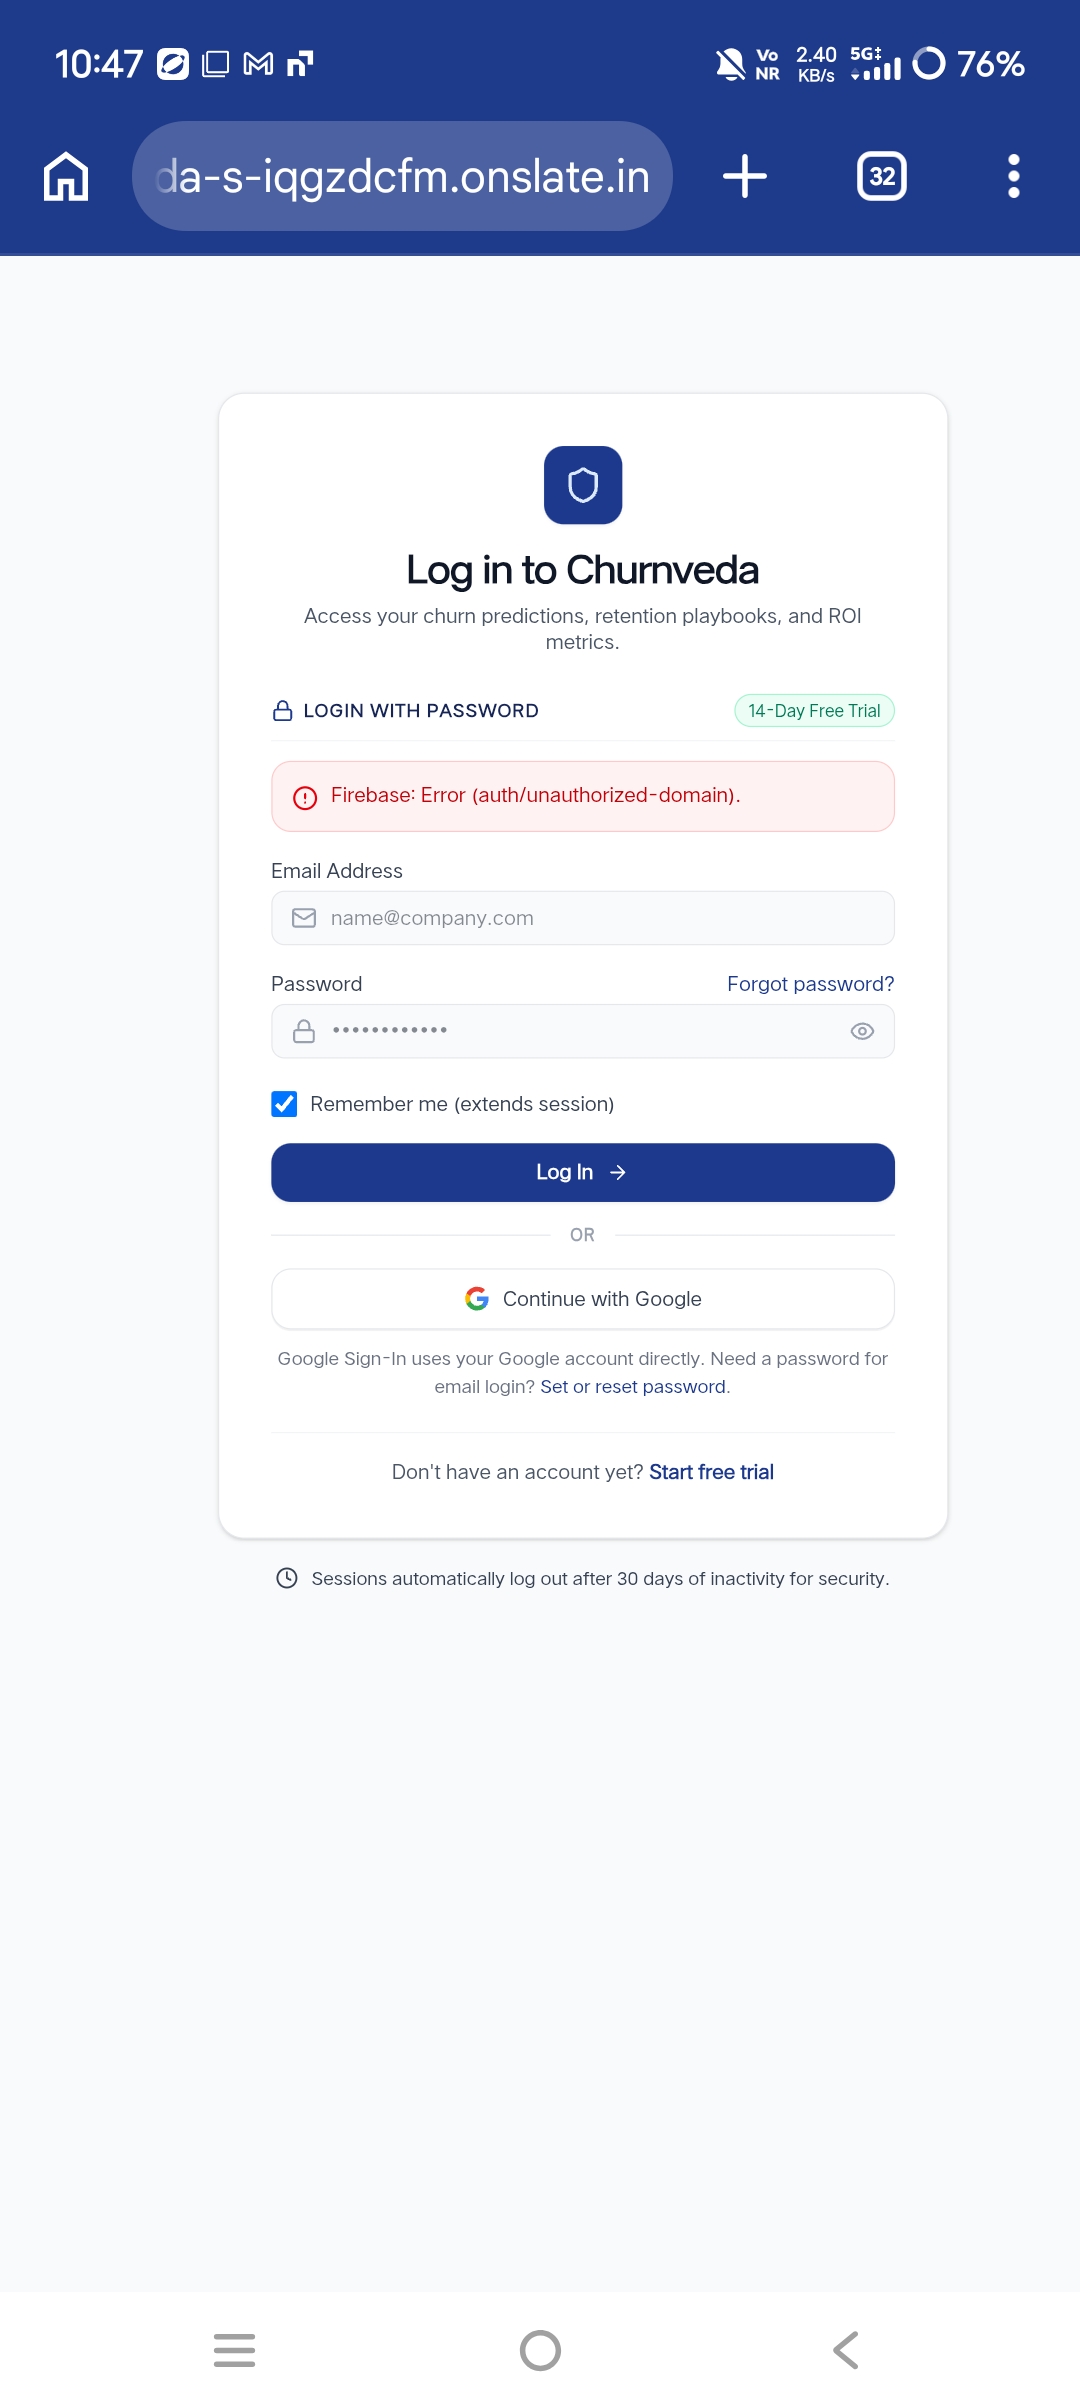 10:47
Vo NR
2.40 KB/s
5G
76%
da-s-iqgzdcfm.onslate.in
32
Log in to Churnveda
Access your churn predictions, retention playbooks, and ROI
metrics.
LOGIN WITH PASSWORD
14-Day Free Trial
Firebase: Error (auth/unauthorized-domain).
Email Address
name@company.com
Password
Forgot password?
••••••••••••
Remember me (extends session)
Log In →
OR
Continue with Google
Google Sign-In uses your Google account directly. Need a password for
email login? Set or reset password.
Don't have an account yet? Start free trial
Sessions automatically log out after 30 days of inactivity for security.